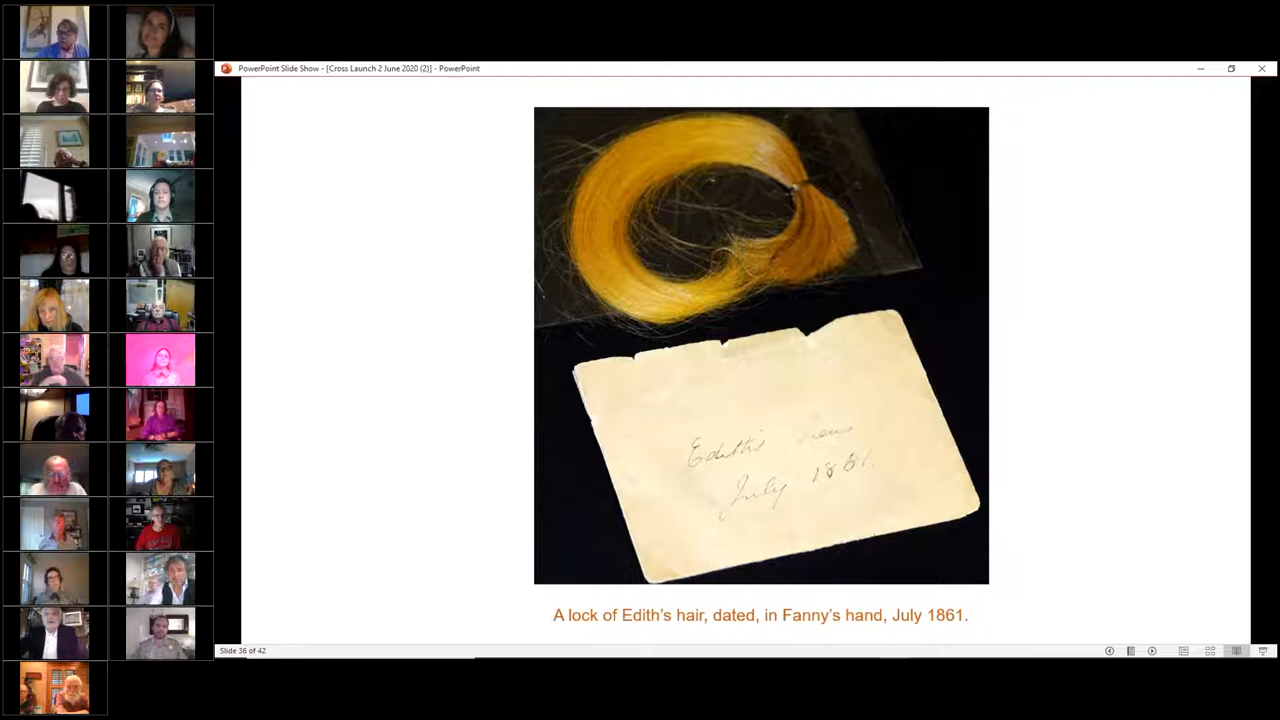 PowerPoint Slide Show - [Cross Launch 2 June 2020 (2)] - PowerPoint
Edith's
July 1861.
A lock of Edith's hair, dated, in Fanny's hand, July 1861.
Slide 36 of 42